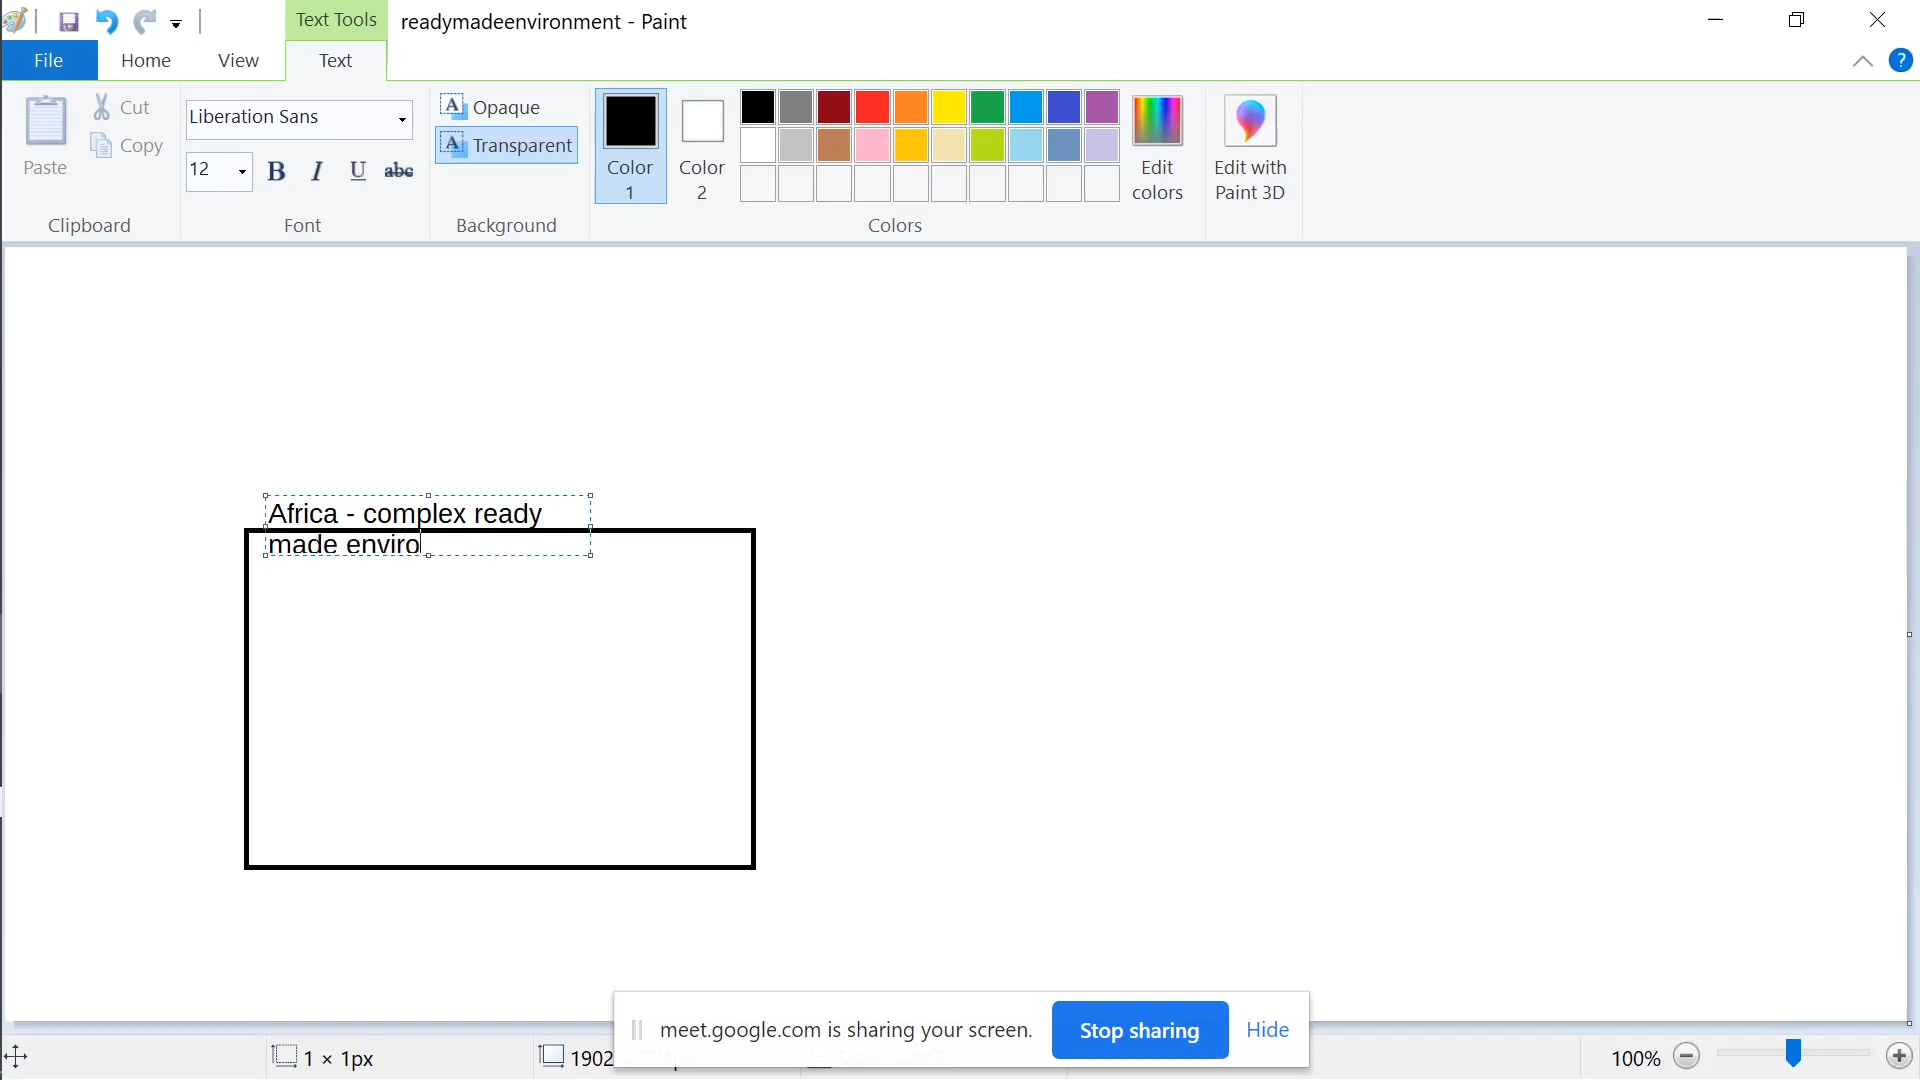 Text Tools
readymadeenvironment - Paint
File
Home
View
Text
?
Paste
Cut
Copy
Clipboard
Liberation Sans
12
B I U abc
Font
A Opaque
A Transparent
Background
Color 1
Color 2
Colors
Edit colors
Edit with Paint 3D
Africa - complex ready
made enviro
meet.google.com is sharing your screen.
Stop sharing
Hide
1 × 1px
1902
100%